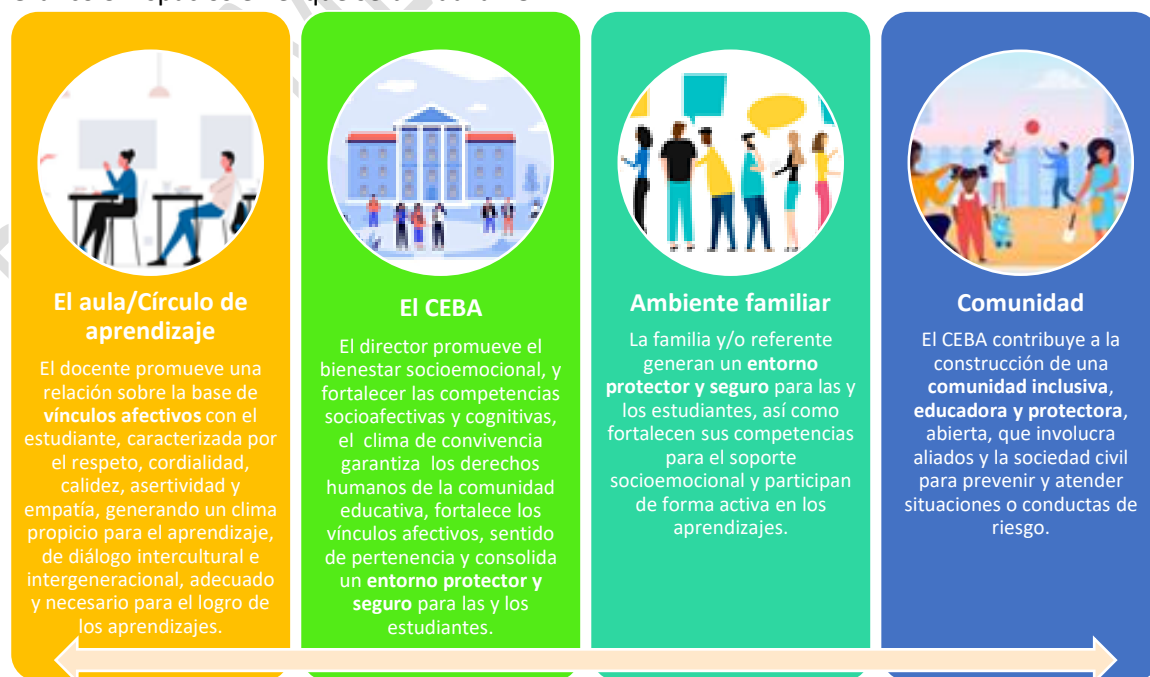 El aula/Círculo de
aprendizaje
El docente promueve una
relación sobre la base de
vínculos afectivos con el
estudiante, caracterizada por
el respeto, cordialidad,
calidez, asertividad y
empatía, generando un clima
propicio para el aprendizaje,
de diálogo intercultural e
intergeneracional, adecuado
y necesario para el logro de
los aprendizajes.
El CEBA
El director promueve el
bienestar socioemocional, y
fortalecer las competencias
socioafectivas y cognitivas,
el clima de convivencia
garantiza los derechos
humanos de la comunidad
educativa, fortalece los
vínculos afectivos, sentido
de pertenencia y consolida
un entorno protector y
seguro para las y los
estudiantes.
Ambiente familiar
La familia y/o referente
generan un entorno
protector y seguro para las y
los estudiantes, así como
fortalecen sus competencias
para el soporte
socioemocional y participan
de forma activa en los
aprendizajes.
Comunidad
El CEBA contribuye a la
construcción de una
comunidad inclusiva,
educadora y protectora,
abierta, que involucra
aliados y la sociedad civil
para prevenir y atender
situaciones o conductas de
riesgo.